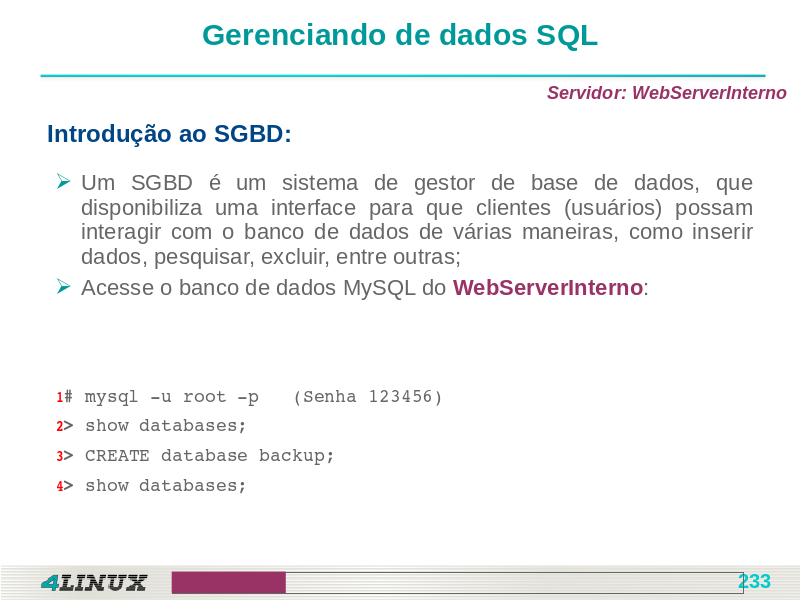 Gerenciando de dados SQL
Servidor: WebServerInterno
Introdução ao SGBD:
Um SGBD é um sistema de gestor de base de dados, que
disponibiliza uma interface para que clientes (usuários) possam
interagir com o banco de dados de várias maneiras, como inserir
dados, pesquisar, excluir, entre outras;
Acesse o banco de dados MySQL do WebServerInterno:
1# mysql -u root -p (Senha 123456)
2> show databases;
3> CREATE database backup;
4> show databases;
4LINUX
233